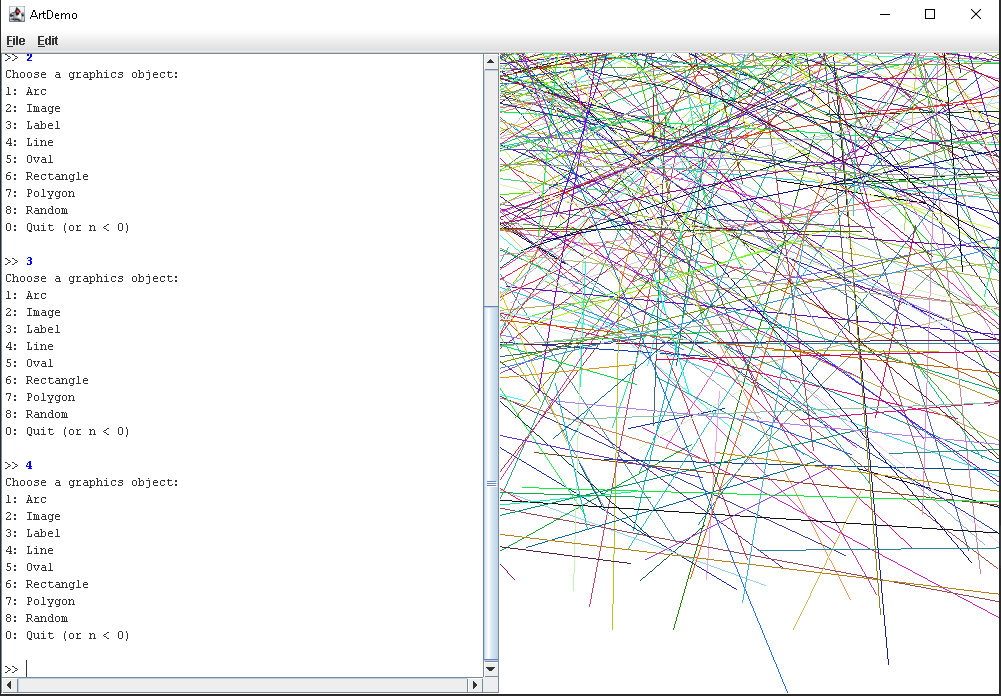 ArtDemo
File Edit
>> 2
Choose a graphics object:
1: Arc
2: Image
3: Label
4: Line
5: Oval
6: Rectangle
7: Polygon
8: Random
0: Quit (or n < 0)
>> 3
Choose a graphics object:
1: Arc
2: Image
3: Label
4: Line
5: Oval
6: Rectangle
7: Polygon
8: Random
0: Quit (or n < 0)
>> 4
Choose a graphics object:
1: Arc
2: Image
3: Label
4: Line
5: Oval
6: Rectangle
7: Polygon
8: Random
0: Quit (or n < 0)
>>